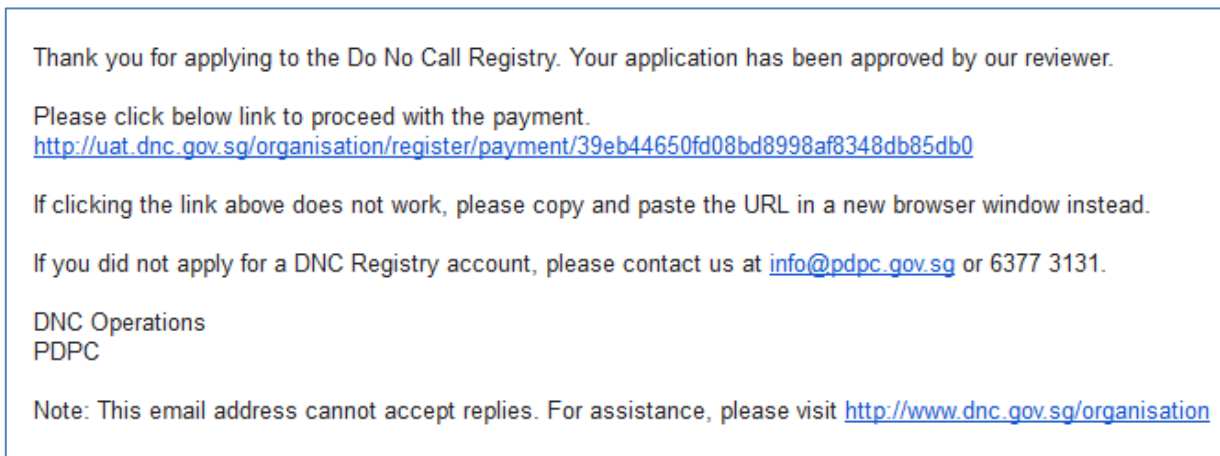 Thank you for applying to the Do No Call Registry. Your application has been approved by our reviewer.
Please click below link to proceed with the payment.
http://uat.dnc.gov.sg/organisation/register/payment/39eb44650fd08bd8998af8348db85db0
If clicking the link above does not work, please copy and paste the URL in a new browser window instead.
If you did not apply for a DNC Registry account, please contact us at info@pdpc.gov.sg or 6377 3131.
DNC Operations
PDPC
Note: This email address cannot accept replies. For assistance, please visit http://www.dnc.gov.sg/organisation